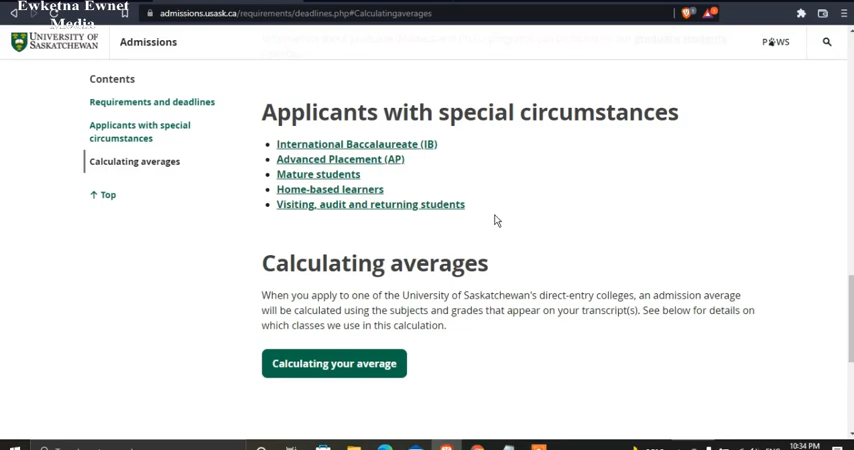 Ewketna Ewnet
Media
admissions.usask.ca/requirements/deadlines.php#Calculatingaverages
UNIVERSITY OF
SASKATCHEWAN
Admissions
PAWS
Contents
Requirements and deadlines
Applicants with special
circumstances
Calculating averages
↑ Top
Applicants with special circumstances
• International Baccalaureate (IB)
• Advanced Placement (AP)
• Mature students
• Home-based learners
• Visiting, audit and returning students
Calculating averages
When you apply to one of the University of Saskatchewan's direct-entry colleges, an admission average
will be calculated using the subjects and grades that appear on your transcript(s). See below for details on
which classes we use in this calculation.
Calculating your average
ENG
10:34 PM